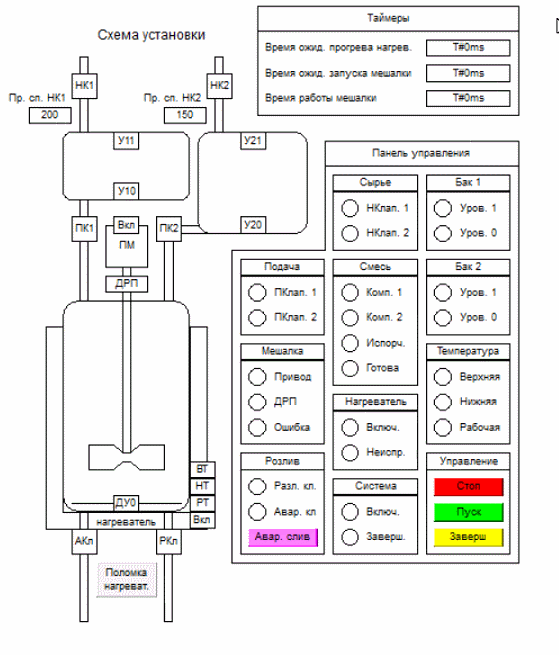 Схема установки
НК1
НК2
Пр. сп. НК1
200
Пр. сп. НК2
150
У11
У21
У10
У20
ПК1
Вкл
ПМ
ПК2
ДРП
ВТ
НТ
РТ
ДУ0
нагреватель
Вкл
АКл
РКл
Поломка
нагреват.
Таймеры
Время ожид. прогрева нагрев.
T#0ms
Время ожид. запуска мешалки
T#0ms
Время работы мешалки
T#0ms
Панель управления
Сырье
НКлап. 1
НКлап. 2
Бак 1
Уров. 1
Уров. 0
Подача
ПКлап. 1
ПКлап. 2
Смесь
Комп. 1
Комп. 2
Испорч.
Готова
Бак 2
Уров. 1
Уров. 0
Мешалка
Привод
ДРП
Ошибка
Нагреватель
Включ.
Неиспр.
Температура
Верхняя
Нижняя
Рабочая
Розлив
Разл. кл.
Авар. кл
Авар. слив
Система
Включ.
Заверш.
Управление
Стоп
Пуск
Заверш